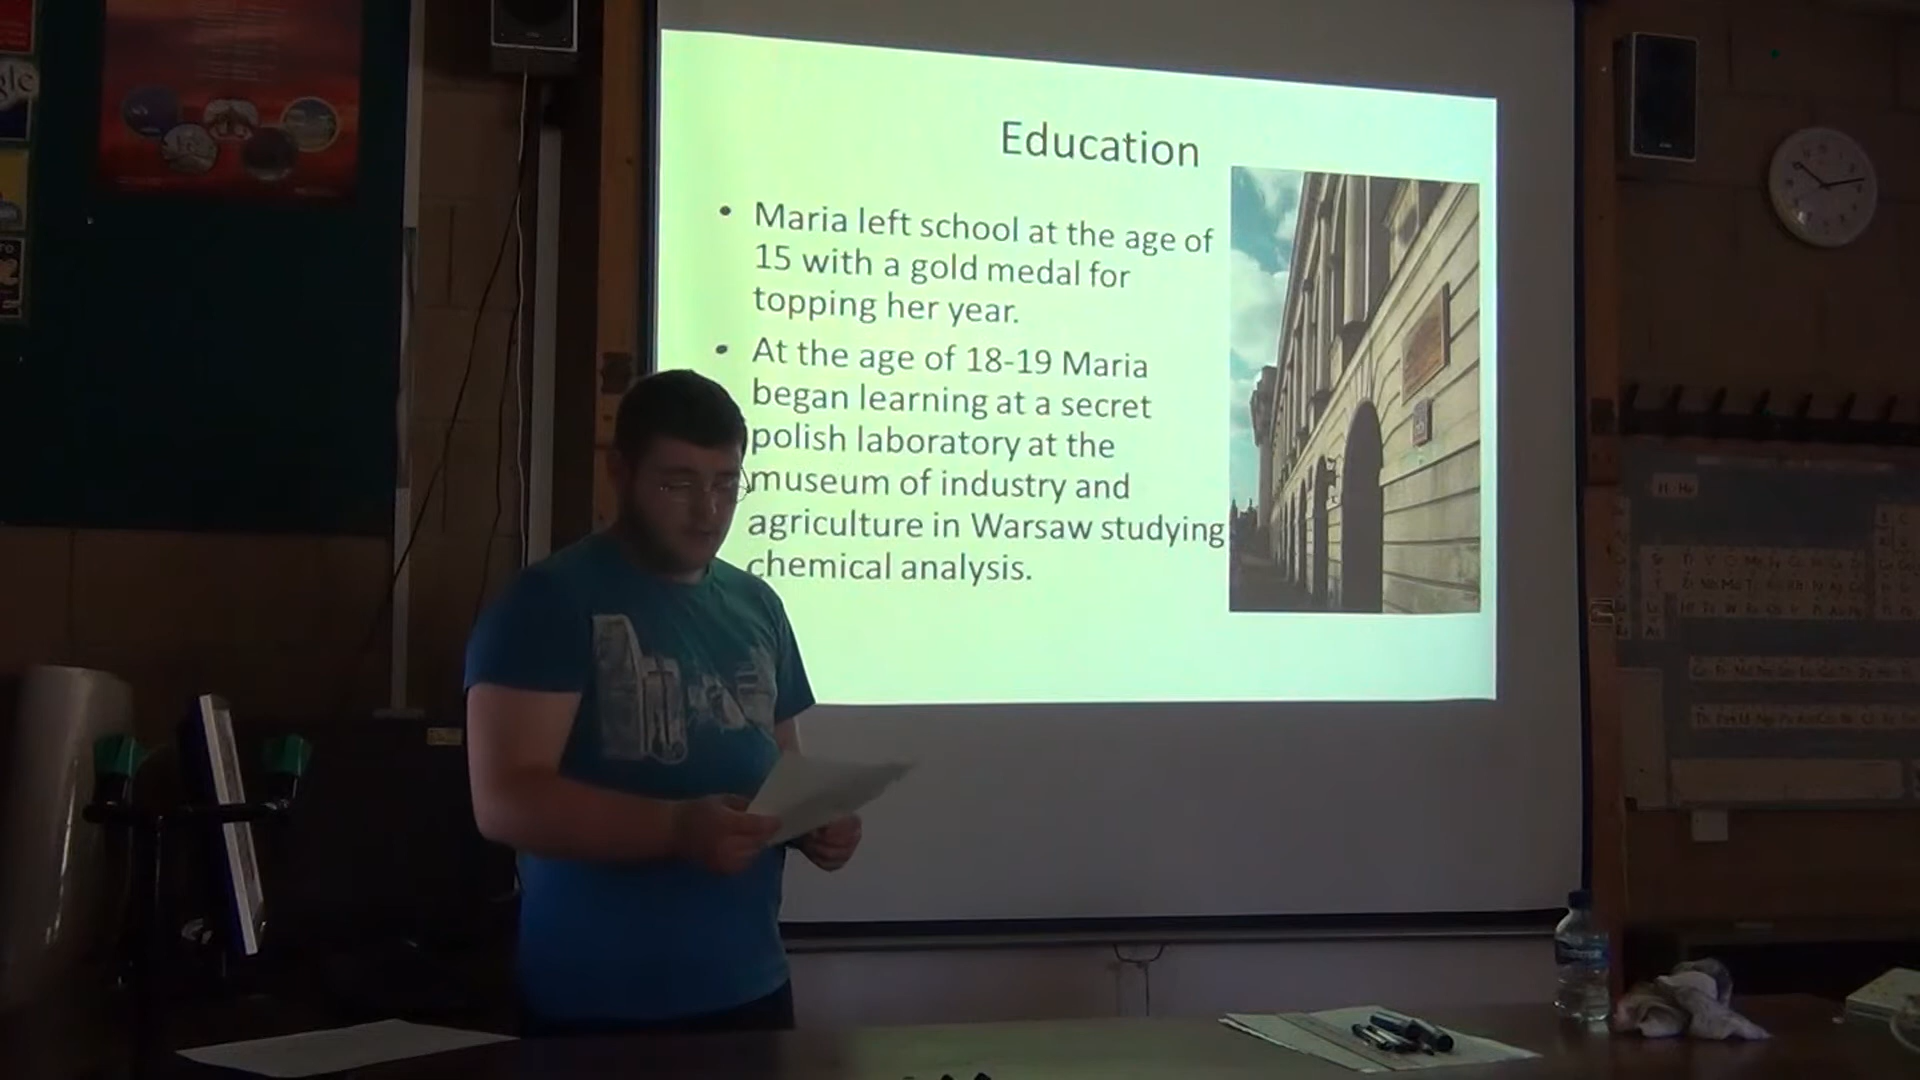 Education
• Maria left school at the age of
15 with a gold medal for
topping her year.
• At the age of 18-19 Maria
began learning at a secret
polish laboratory at the
museum of industry and
agriculture in Warsaw studying
chemical analysis.